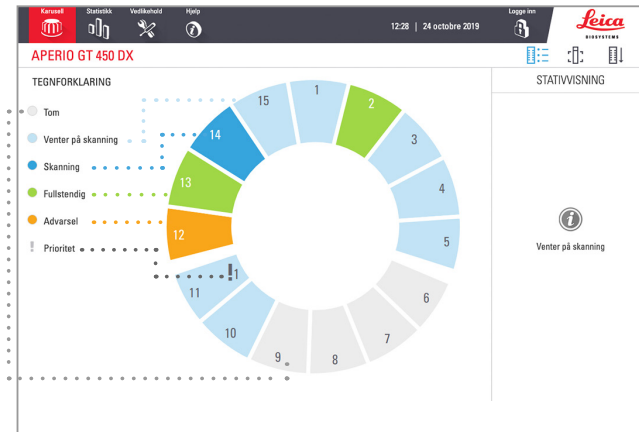 Karusell Statistikk Vedlikehold Hjelp
12:28 | 24 octobre 2019
Logge inn
Leica
BIOSYSTEMS
APERIO GT 450 DX
TEGNFORKLARING
STATIVVISNING
Tom
Venter på skanning
Skanning
Fullstendig
Advarsel
! Prioritet
1
2
3
4
5
6
7
8
9
10
11
!1
12
13
14
15
i
Venter på skanning